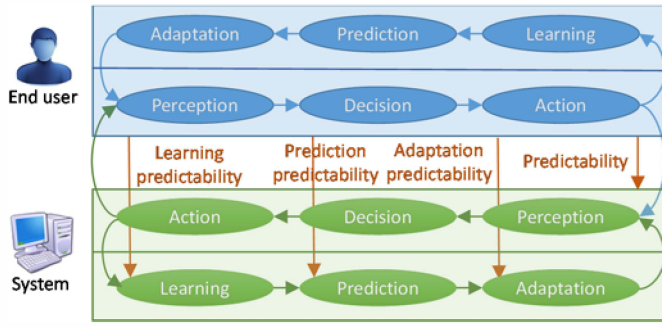 Adaptation Prediction Learning
End user
Perception Decision Action
Learning Prediction Adaptation Predictability
predictability predictability predictability
Action Decision Perception
System
Learning Prediction Adaptation